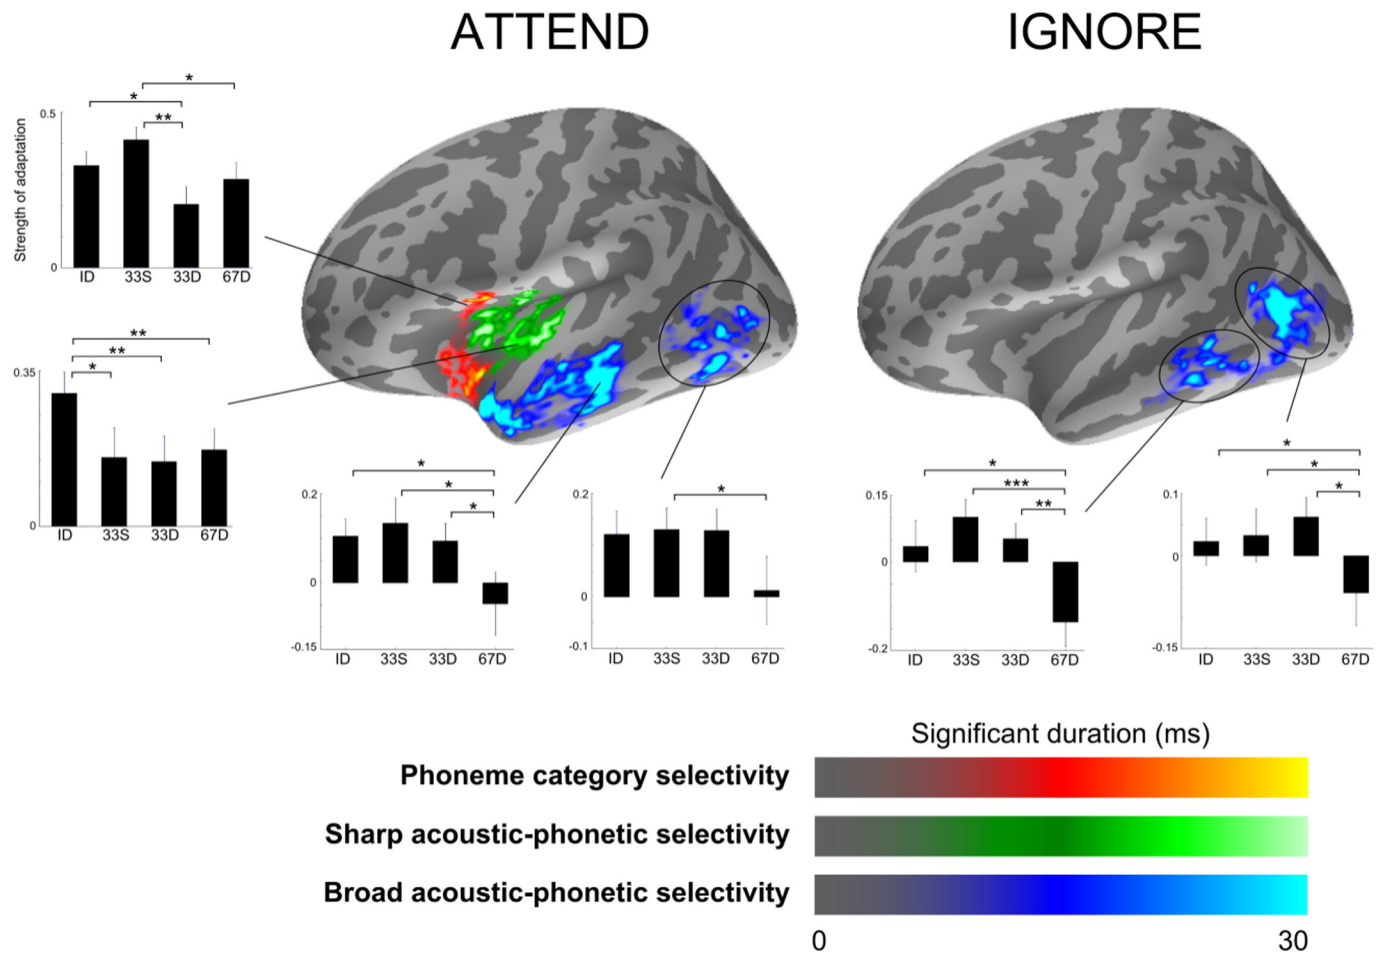 ATTEND
IGNORE
*
*
**
0.5
Strength of adaptation
0
ID 33S 33D 67D
**
**
*
0.35
0
ID 33S 33D 67D
*
*
*
0.2
0
-0.15
ID 33S 33D 67D
*
0.2
0
-0.1
ID 33S 33D 67D
*
***
**
0.15
0
-0.2
ID 33S 33D 67D
*
*
*
0.1
0
-0.15
ID 33S 33D 67D
Significant duration (ms)
Phoneme category selectivity
Sharp acoustic-phonetic selectivity
Broad acoustic-phonetic selectivity
0 30